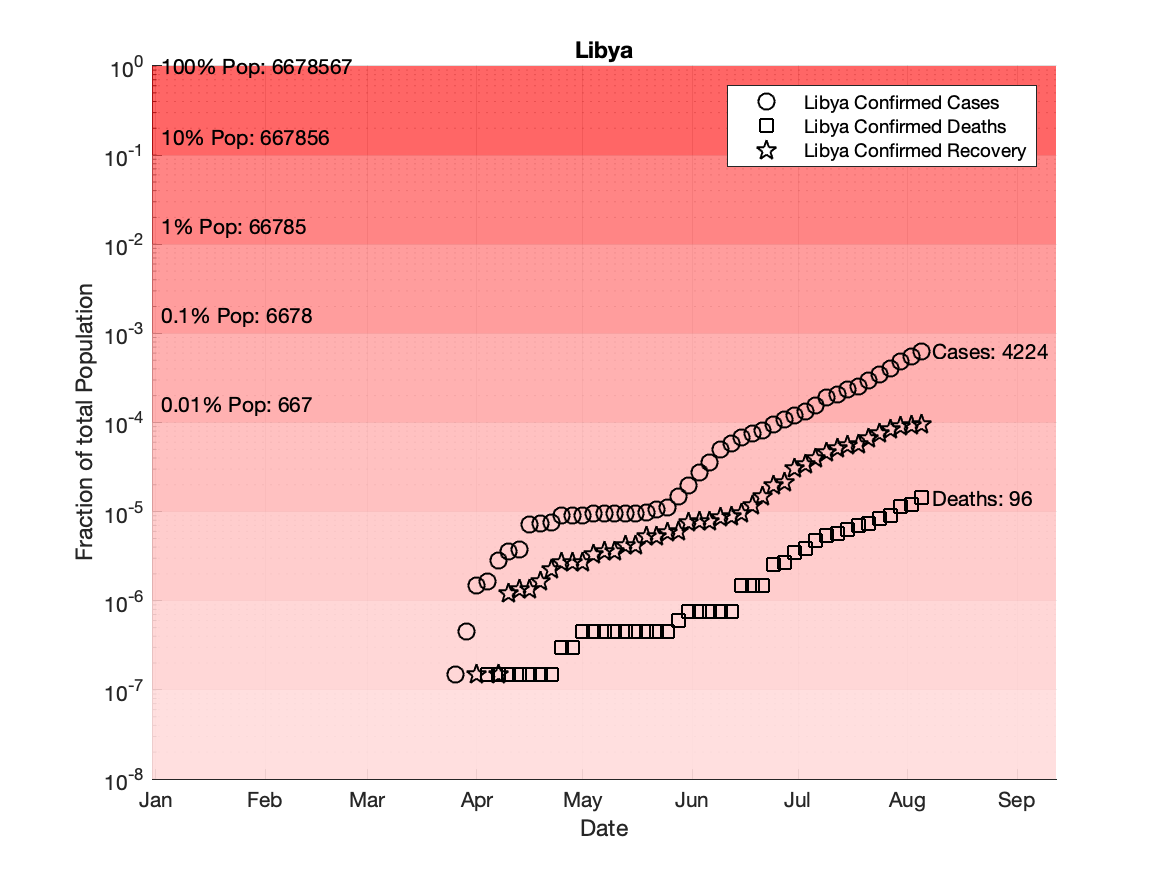 Libya
10^0
100% Pop: 6678567
Libya Confirmed Cases
Libya Confirmed Deaths
Libya Confirmed Recovery
10% Pop: 667856
10^-1
1% Pop: 66785
10^-2
0.1% Pop: 6678
10^-3
Cases: 4224
0.01% Pop: 667
10^-4
Deaths: 96
10^-5
10^-6
10^-7
10^-8
Fraction of total Population
Jan Feb Mar Apr May Jun Jul Aug Sep
Date